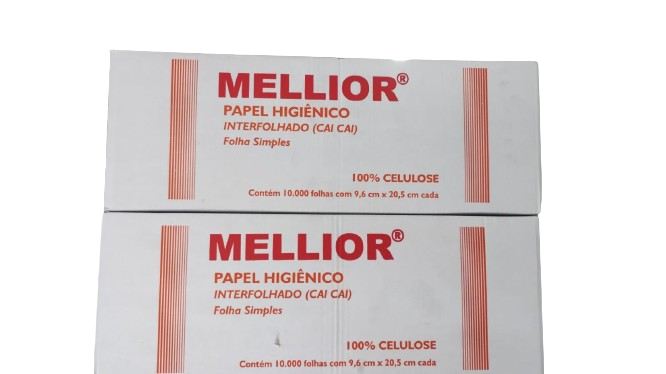 MELLIOR®
PAPEL HIGIÊNICO
INTERFOLHADO (CAI CAI)
Folha Simples
100% CELULOSE
Contém 10.000 folhas com 9,6 cm x 20,5 cm cada
MELLIOR®
PAPEL HIGIÊNICO
INTERFOLHADO (CAI CAI)
Folha Simples
100% CELULOSE
Contém 10.000 folhas com 9,6 cm x 20,5 cm cada